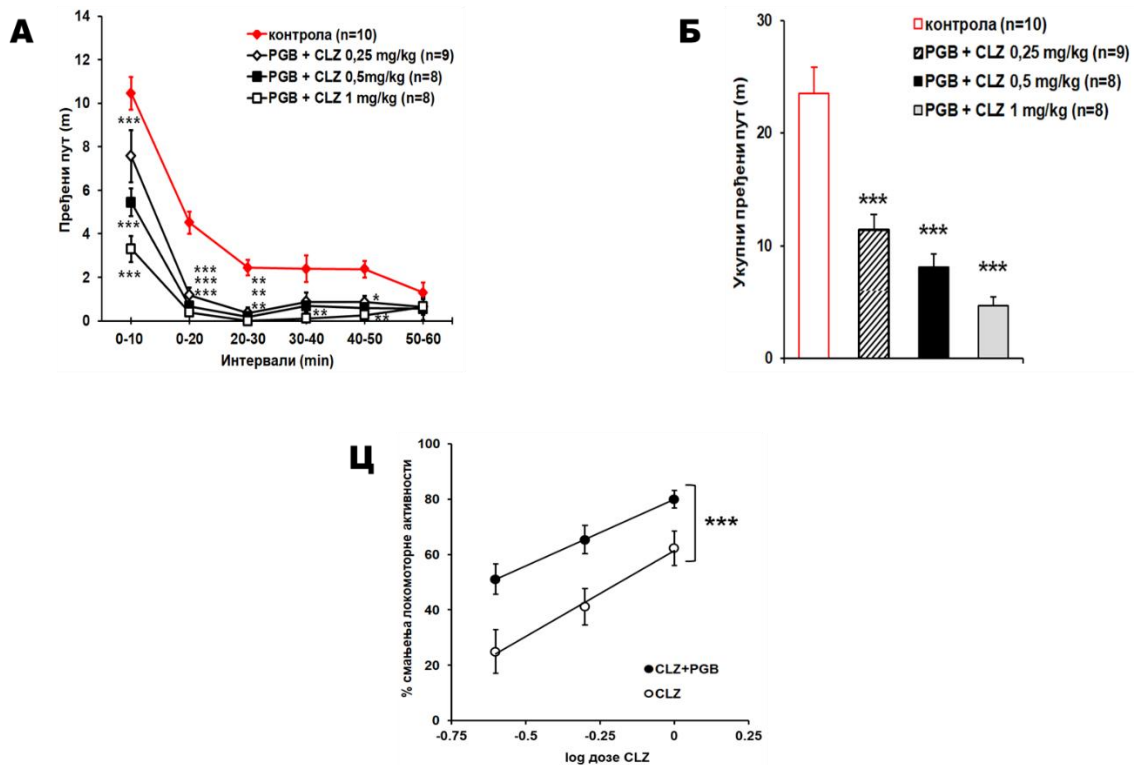 А
14
12
10
8
6
4
2
0
Пређени пут (m)
контрола (n=10)
PGB + CLZ 0,25 mg/kg (n=9)
PGB + CLZ 0,5mg/kg (n=8)
PGB + CLZ 1 mg/kg (n=8)
***
***
***
***
***
***
**
**
**
**
*
**
0-10
0-20
20-30
30-40
40-50
50-60
Интервали (min)
Б
30
20
10
0
Укупни пређени пут (m)
контрола (n=10)
PGB + CLZ 0,25 mg/kg (n=9)
PGB + CLZ 0,5 mg/kg (n=8)
PGB + CLZ 1 mg/kg (n=8)
***
***
***
Ц
100
80
60
40
20
0
% смањења локомоторне активности
***
CLZ+PGB
CLZ
-0.75
-0.5
-0.25
0
0.25
log дозе CLZ